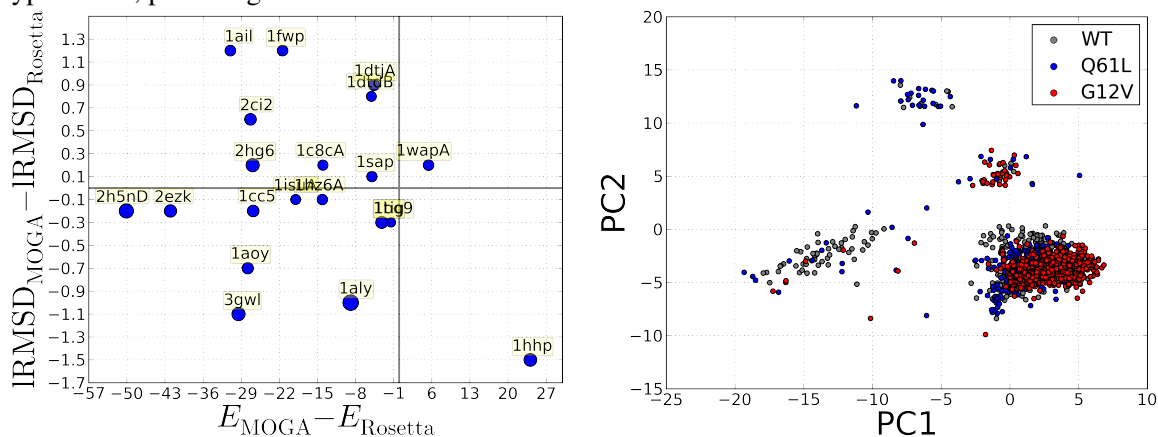 1.3
1.1
0.9
0.7
0.5
0.3
0.1
−0.1
−0.3
−0.5
−0.7
−0.9
−1.1
−1.3
−1.5
−1.7
lRMSD_MOGA−lRMSD_Rosetta
1ail
1fwp
1dtjA
2ci2
2hg6
1c8cA
1sap
1wapA
2h5nD
2ezk
1cc5
1aoy
3gwl
1aly
1hhp
−57 −50 −43 −36 −29 −22 −15 −8 −1 6 13 20 27
E_MOGA−E_Rosetta
20
15
10
5
0
−5
−10
−15
PC2
WT
Q61L
G12V
−25 −20 −15 −10 −5 0 5 10
PC1